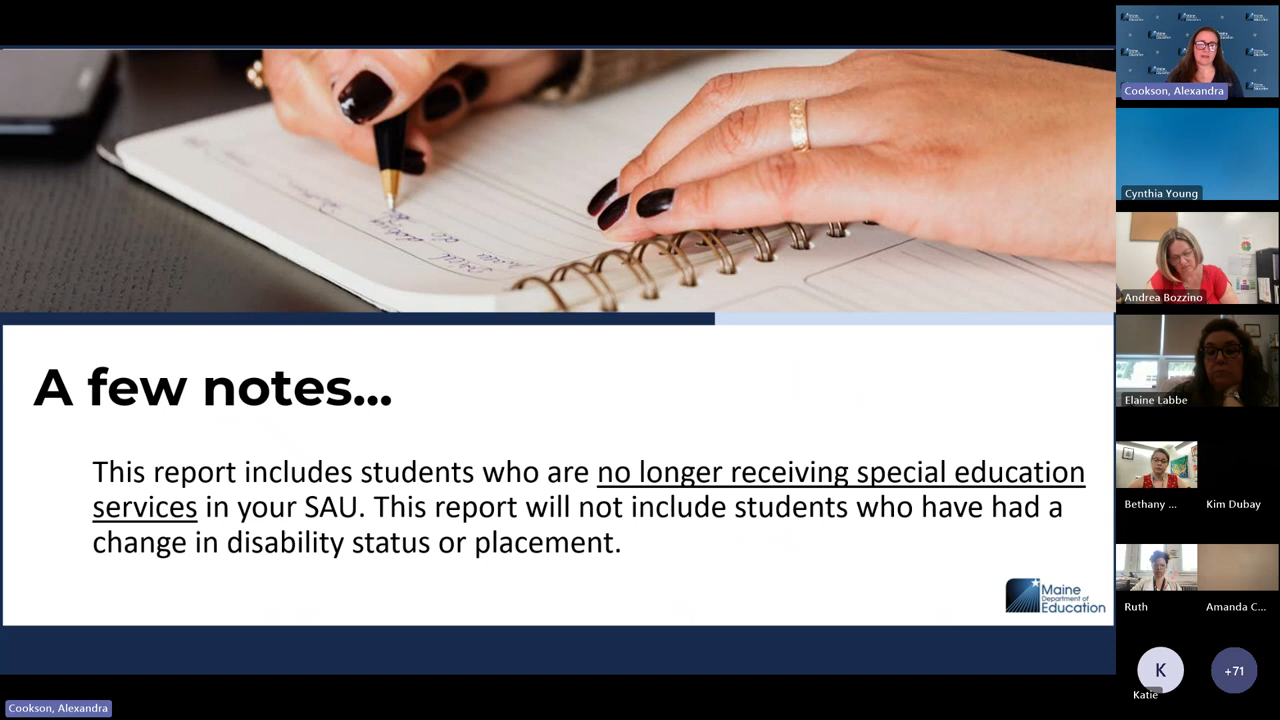 A few notes...
This report includes students who are no longer receiving special education
services in your SAU. This report will not include students who have had a
change in disability status or placement.
Maine
Department of
Education
Cookson, Alexandra
Cookson, Alexandra
Cynthia Young
Andrea Bozzino
Elaine Labbe
Bethany ...
Kim Dubay
Ruth
Amanda C...
K
Katie
+71